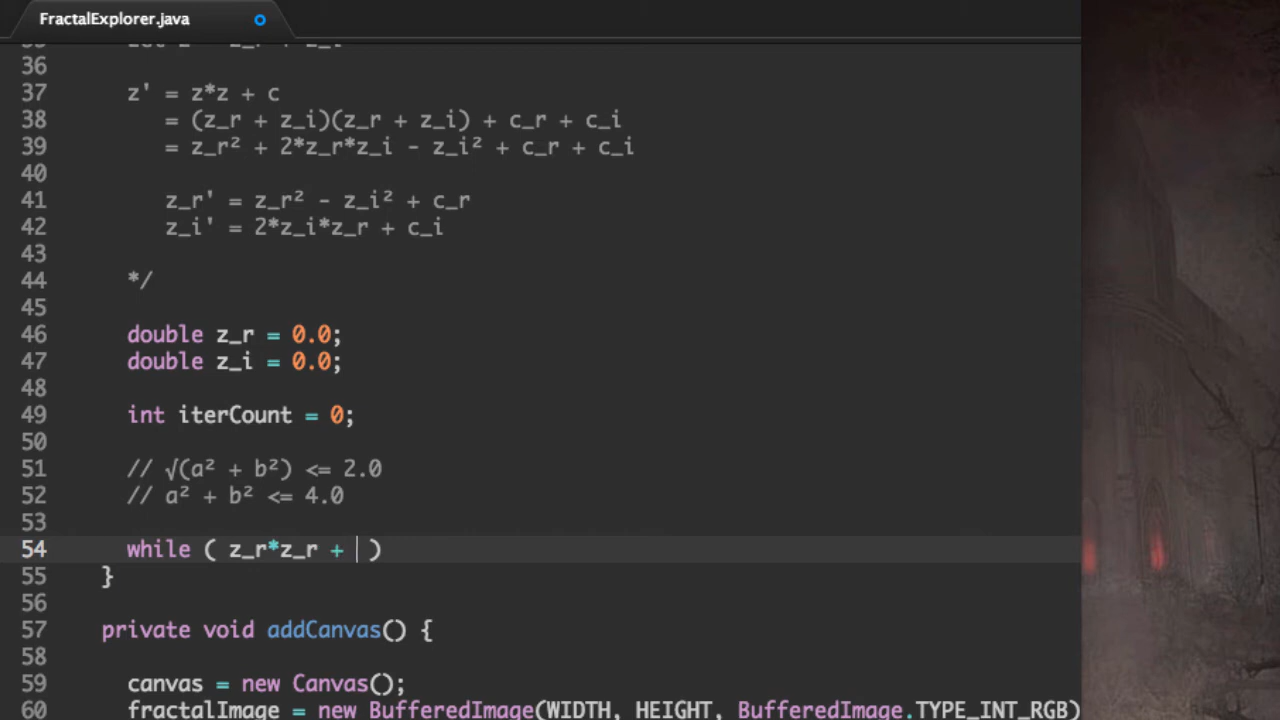 FractalExplorer.java
36
37 z' = z*z + c
38 = (z_r + z_i)(z_r + z_i) + c_r + c_i
39 = z_r² + 2*z_r*z_i - z_i² + c_r + c_i
40
41 z_r' = z_r² - z_i² + c_r
42 z_i' = 2*z_i*z_r + c_i
43
44 */
45
46 double z_r = 0.0;
47 double z_i = 0.0;
48
49 int iterCount = 0;
50
51 // √(a² + b²) <= 2.0
52 // a² + b² <= 4.0
53
54 while ( z_r*z_r + )
55 }
56
57 private void addCanvas() {
58
59 canvas = new Canvas();
60 fractalImage = new BufferedImage(WIDTH, HEIGHT, BufferedImage.TYPE_INT_RGB)